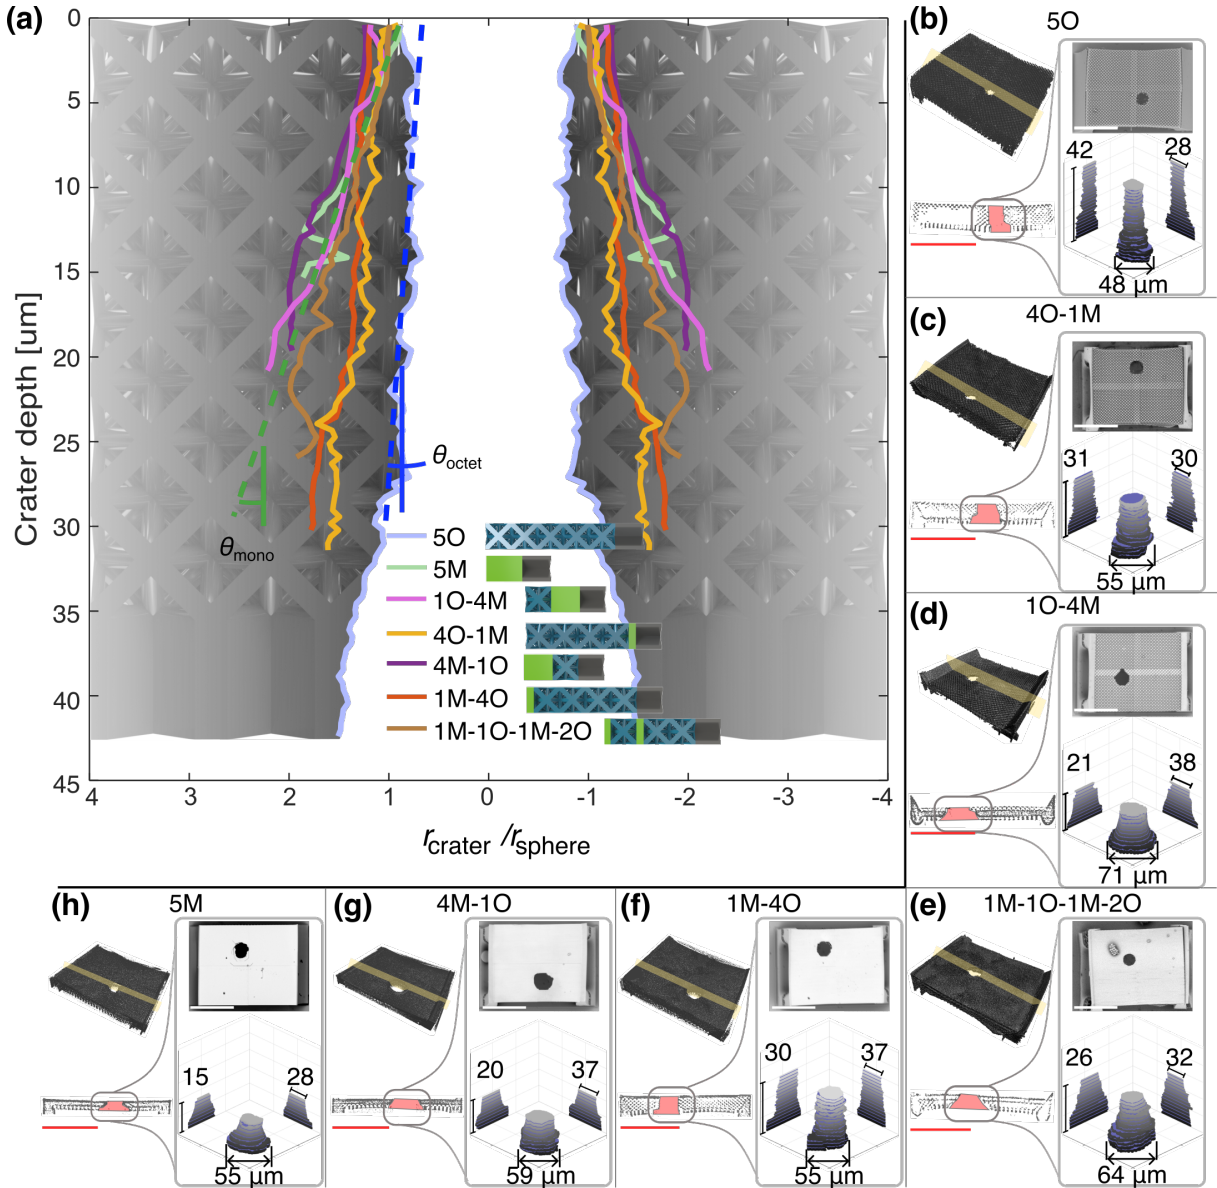 (a)
0
5
10
15
20
25
30
35
40
45
Crater depth [um]
4
3
2
1
0
-1
-2
-3
-4
r crater / r sphere
θ octet
θ mono
5O
5M
1O-4M
4O-1M
4M-1O
1M-4O
1M-1O-1M-2O
(b)
5O
42
28
48 μm
(c)
4O-1M
31
30
55 μm
(d)
1O-4M
21
38
71 μm
(h)
5M
15
28
55 μm
(g)
4M-1O
20
37
59 μm
(f)
1M-4O
30
37
55 μm
(e)
1M-1O-1M-2O
26
32
64 μm